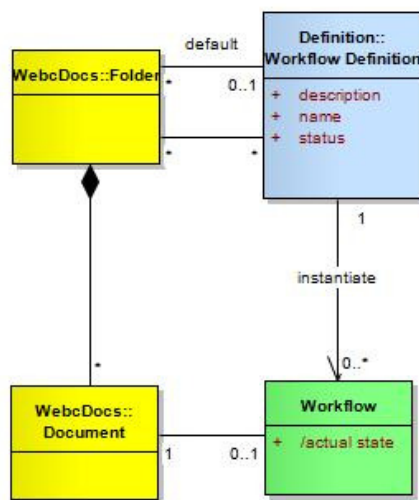 Definition::
default
WebcDocs::Folder
Workflow Definition
*
0..1
+ description
+ name
+ status
*
*
1
instantiate
*
0..*
WebcDocs::
Document
Workflow
+ /actual state
1
0..1